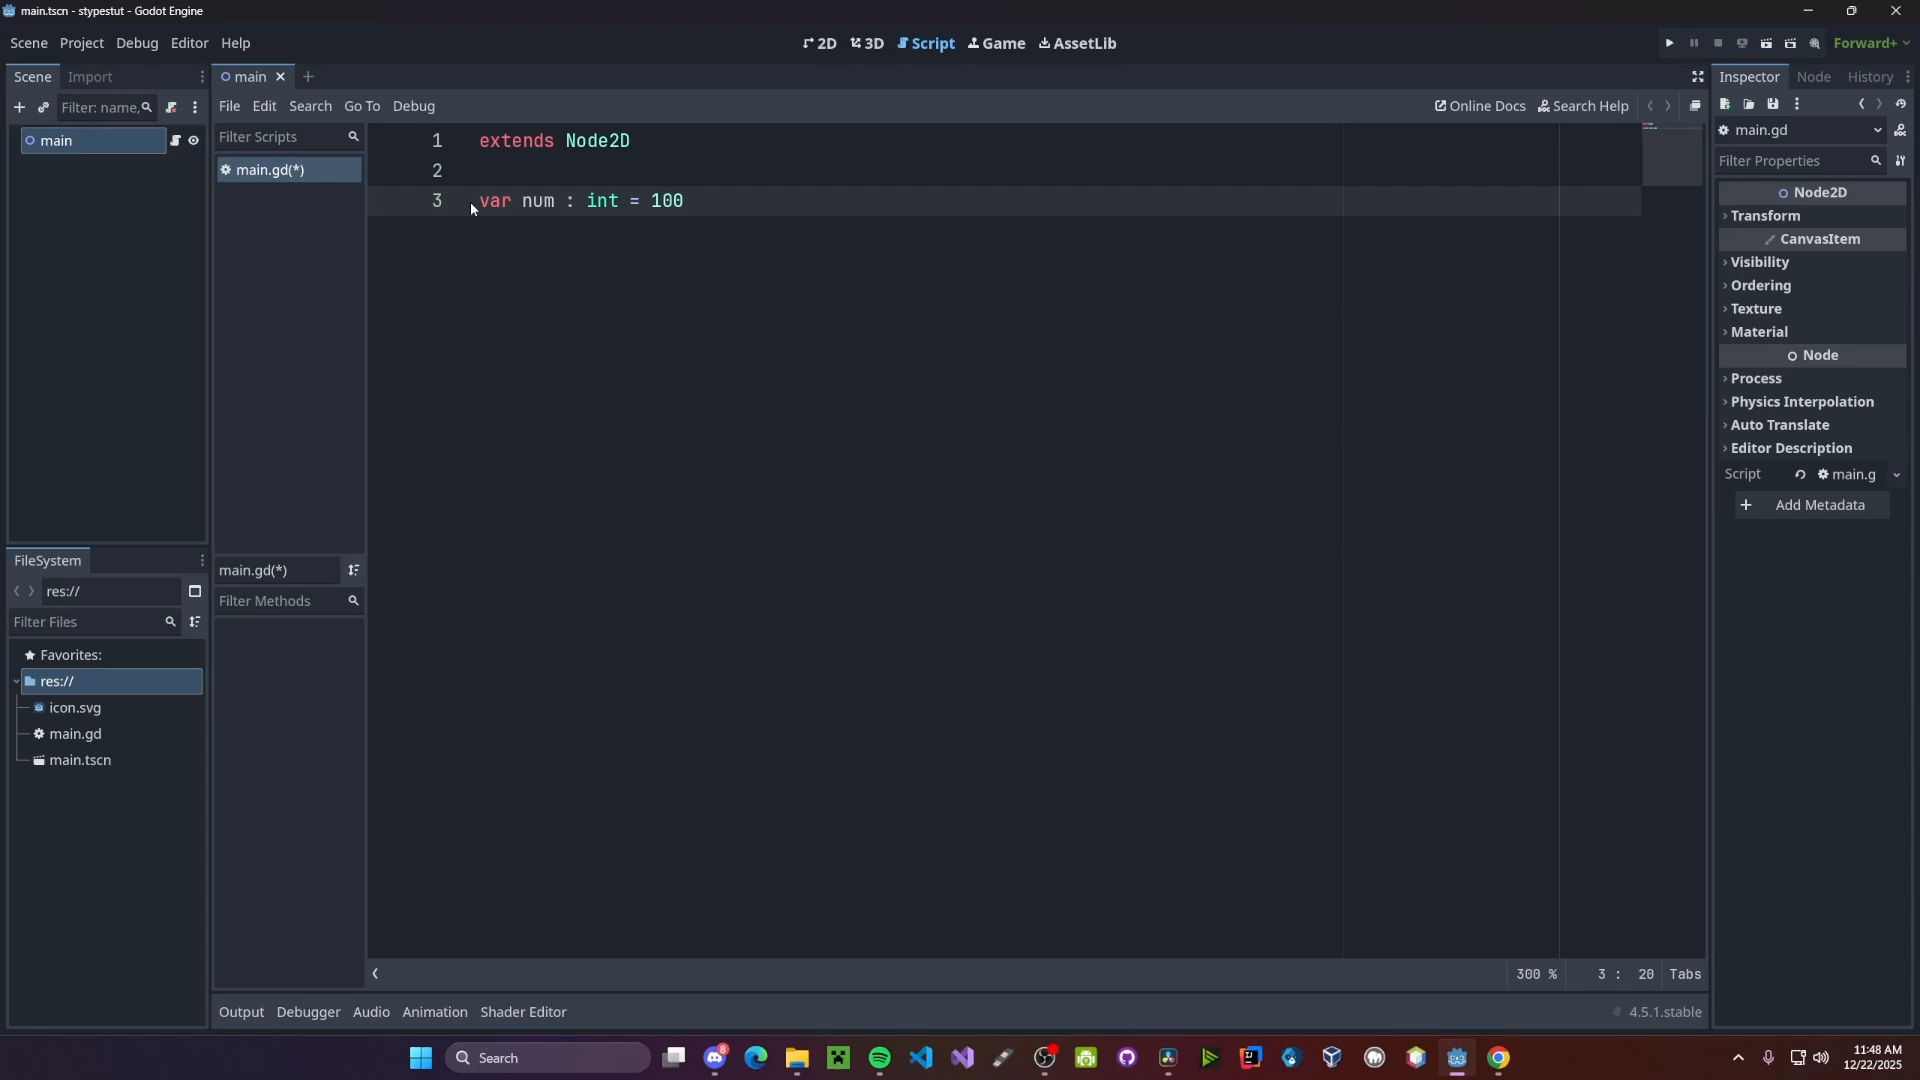 main.tscn - stypestut - Godot Engine
Scene Project Debug Editor Help
2D 3D Script Game AssetLib
Forward+
Scene Import
Filter: name,
main
FileSystem
res://
Filter Files
Favorites:
res://
icon.svg
main.gd
main.tscn
main
File Edit Search Go To Debug
Online Docs Search Help
Filter Scripts
main.gd(*)
main.gd(*)
Filter Methods
1 extends Node2D
2
3 var num : int = 100
300 % 3 : 20 Tabs
Output Debugger Audio Animation Shader Editor
4.5.1.stable
Inspector Node History
main.gd
Filter Properties
Node2D
Transform
CanvasItem
Visibility
Ordering
Texture
Material
Node
Process
Physics Interpolation
Auto Translate
Editor Description
Script main.g
Add Metadata
Search
8
11:48 AM
12/22/2025